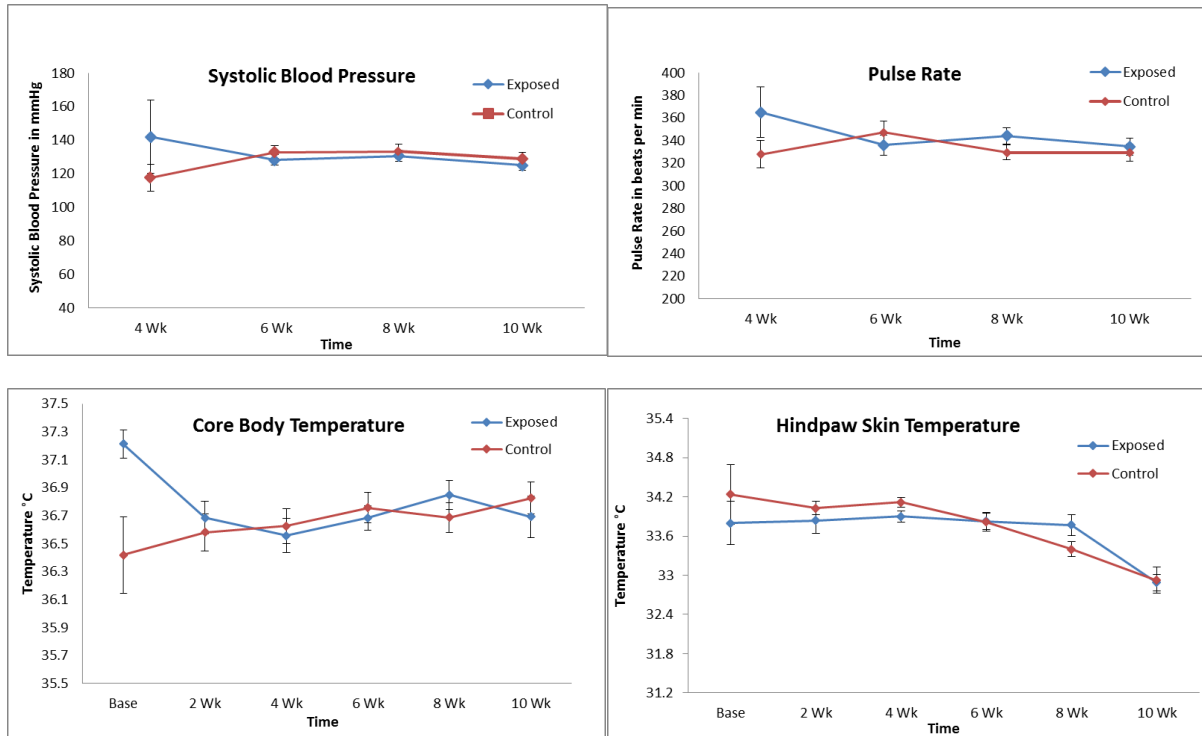 Systolic Blood Pressure
Systolic Blood Pressure in mmHg
180
160
140
120
100
80
60
40
Exposed
Control
4 Wk 6 Wk 8 Wk 10 Wk
Time
Pulse Rate
Pulse Rate in beats per min
400
380
360
340
320
300
280
260
240
220
200
Exposed
Control
4 Wk 6 Wk 8 Wk 10 Wk
Time
Core Body Temperature
Temperature °C
37.5
37.3
37.1
36.9
36.7
36.5
36.3
36.1
35.9
35.7
35.5
Exposed
Control
Base 2 Wk 4 Wk 6 Wk 8 Wk 10 Wk
Time
Hindpaw Skin Temperature
Temperature °C
35.4
34.8
34.2
33.6
33
32.4
31.8
31.2
Exposed
Control
Base 2 Wk 4 Wk 6 Wk 8 Wk 10 Wk
Time